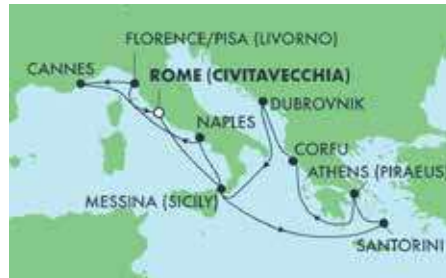 FLORENCE/PISA (LIVORNO)
CANNES
ROME (CIVITAVECCHIA)
DUBROVNIK
NAPLES
CORFU
ATHENS (PIRAEUS)
MESSINA (SICILY)
SANTORINI